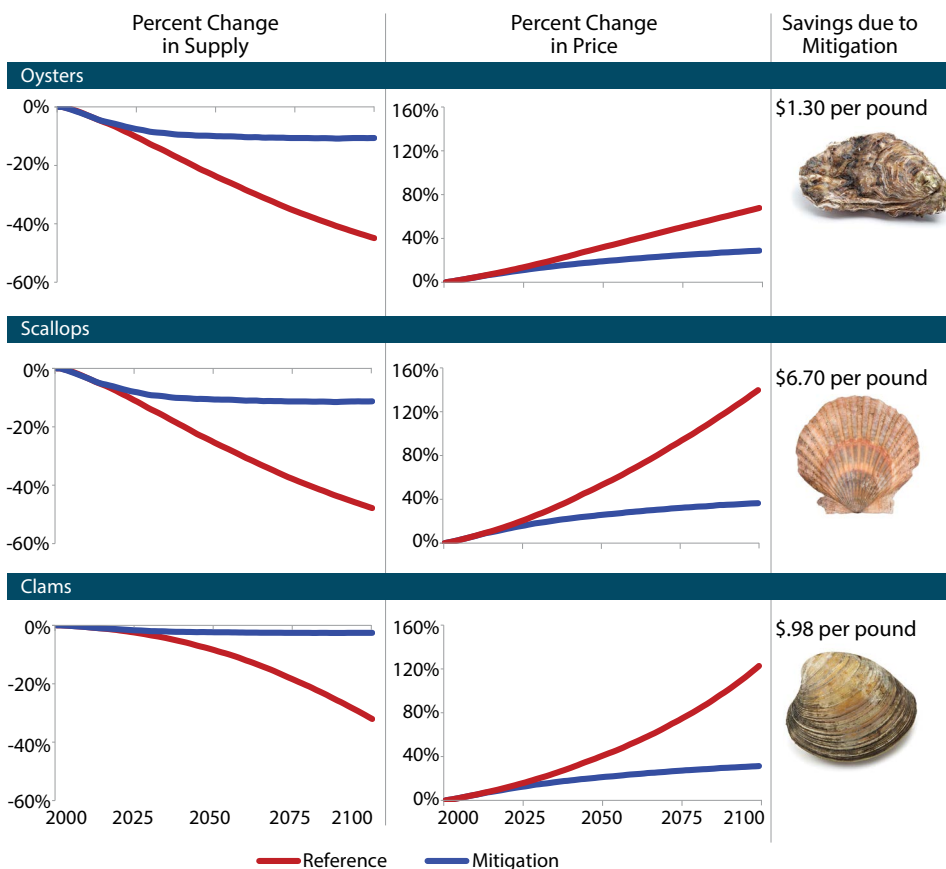 Percent Change
in Supply
Percent Change
in Price
Savings due to
Mitigation
Oysters
0%
-20%
-40%
-60%
160%
120%
80%
40%
0%
$1.30 per pound
Scallops
0%
-20%
-40%
-60%
160%
120%
80%
40%
0%
$6.70 per pound
Clams
0%
-20%
-40%
-60%
2000 2025 2050 2075 2100
160%
120%
80%
40%
0%
2000 2025 2050 2075 2100
$.98 per pound
Reference Mitigation